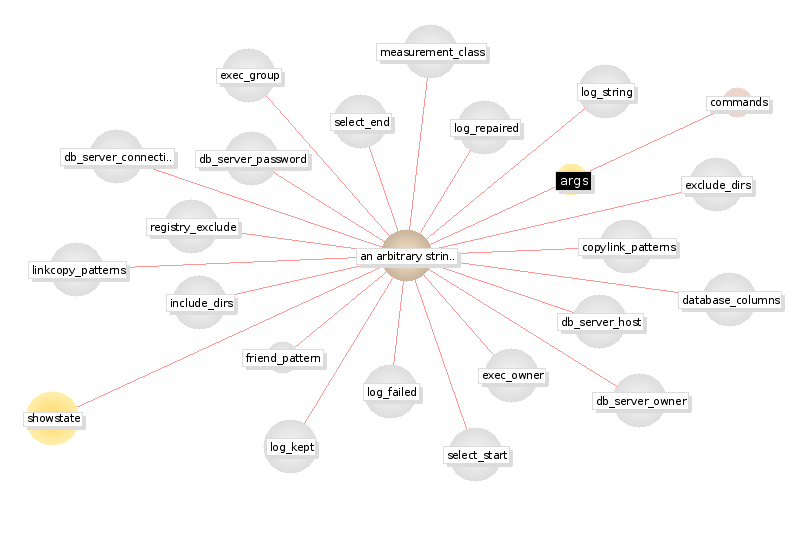 measurement_class
exec_group
log_string
commands
select_end
log_repaired
db_server_connecti..
db_server_password
args
exclude_dirs
registry_exclude
copylink_patterns
an arbitrary strin..
linkcopy_patterns
include_dirs
database_columns
db_server_host
friend_pattern
exec_owner
log_failed
db_server_owner
showstate
log_kept
select_start